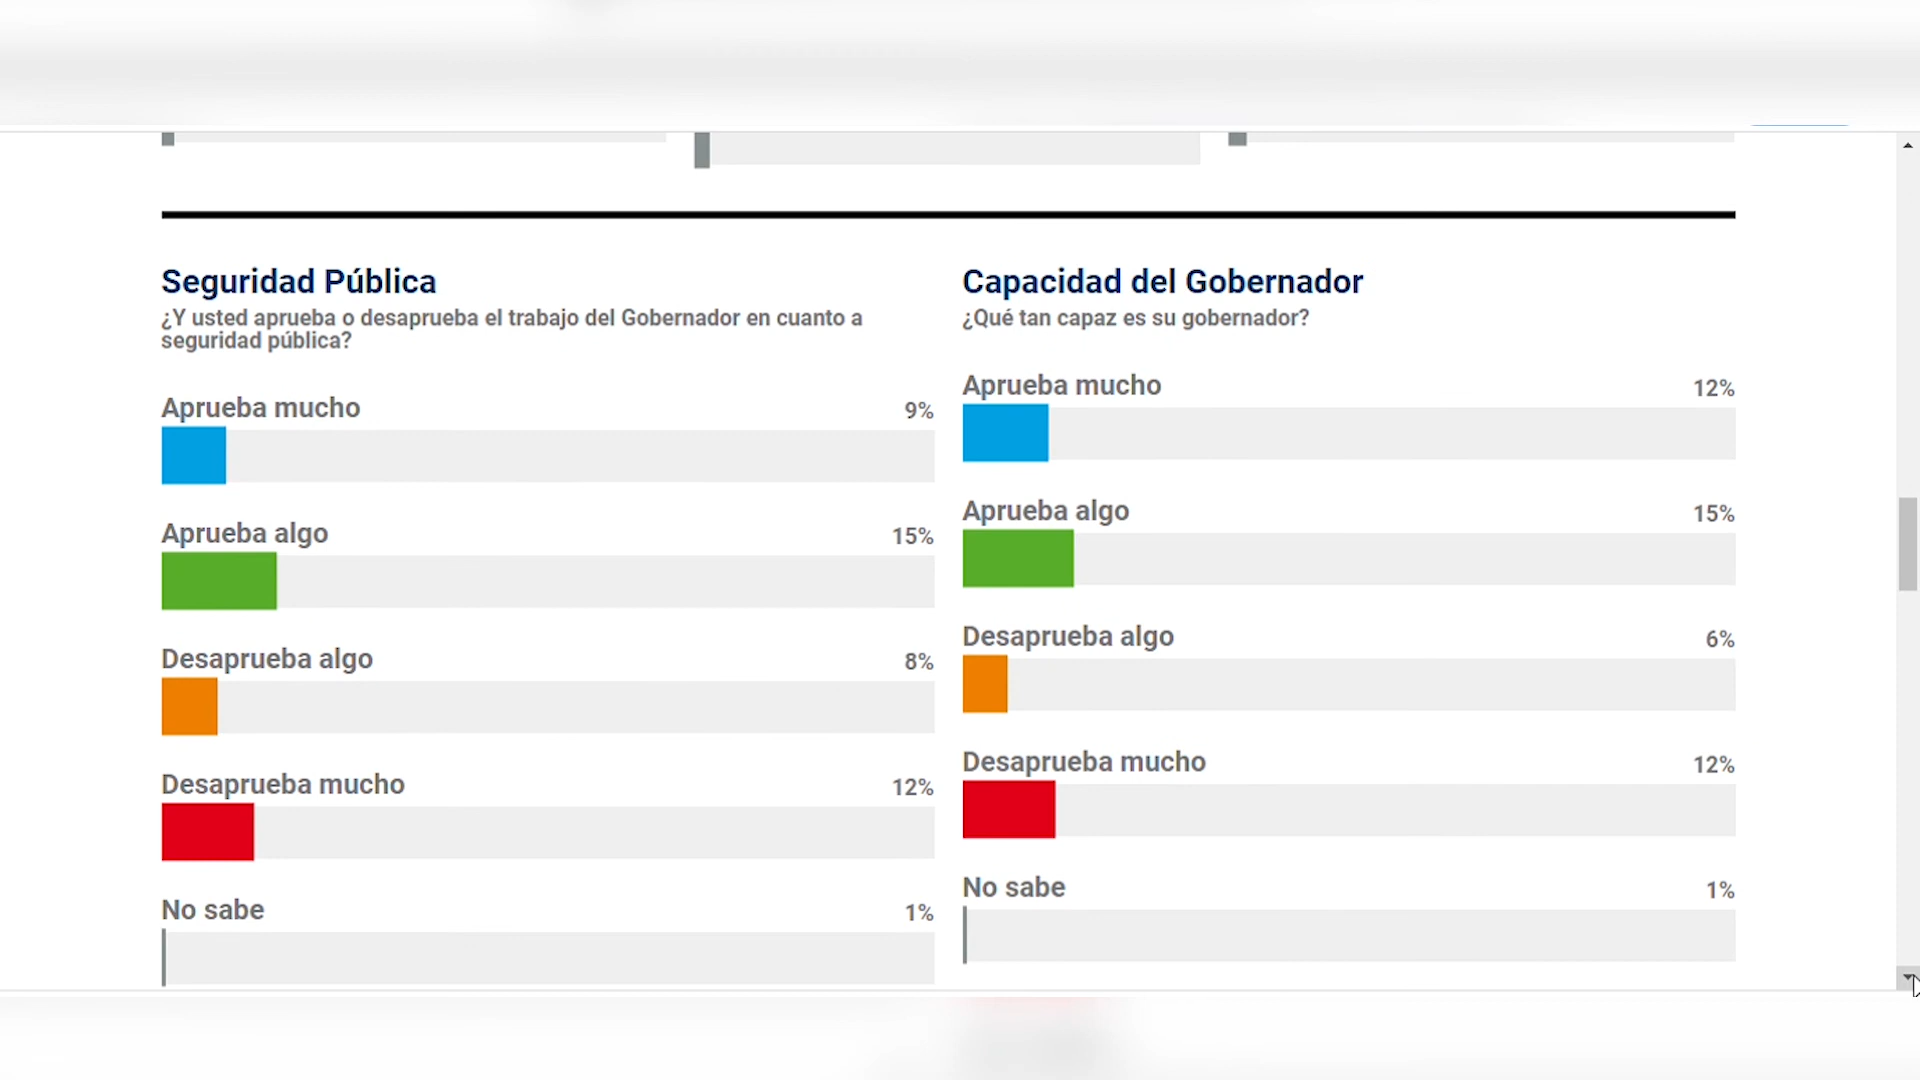 Seguridad Pública
¿Y usted aprueba o desaprueba el trabajo del Gobernador en cuanto a
seguridad pública?
Aprueba mucho
9%
Aprueba algo
15%
Desaprueba algo
8%
Desaprueba mucho
12%
No sabe
1%
Capacidad del Gobernador
¿Qué tan capaz es su gobernador?
Aprueba mucho
12%
Aprueba algo
15%
Desaprueba algo
6%
Desaprueba mucho
12%
No sabe
1%